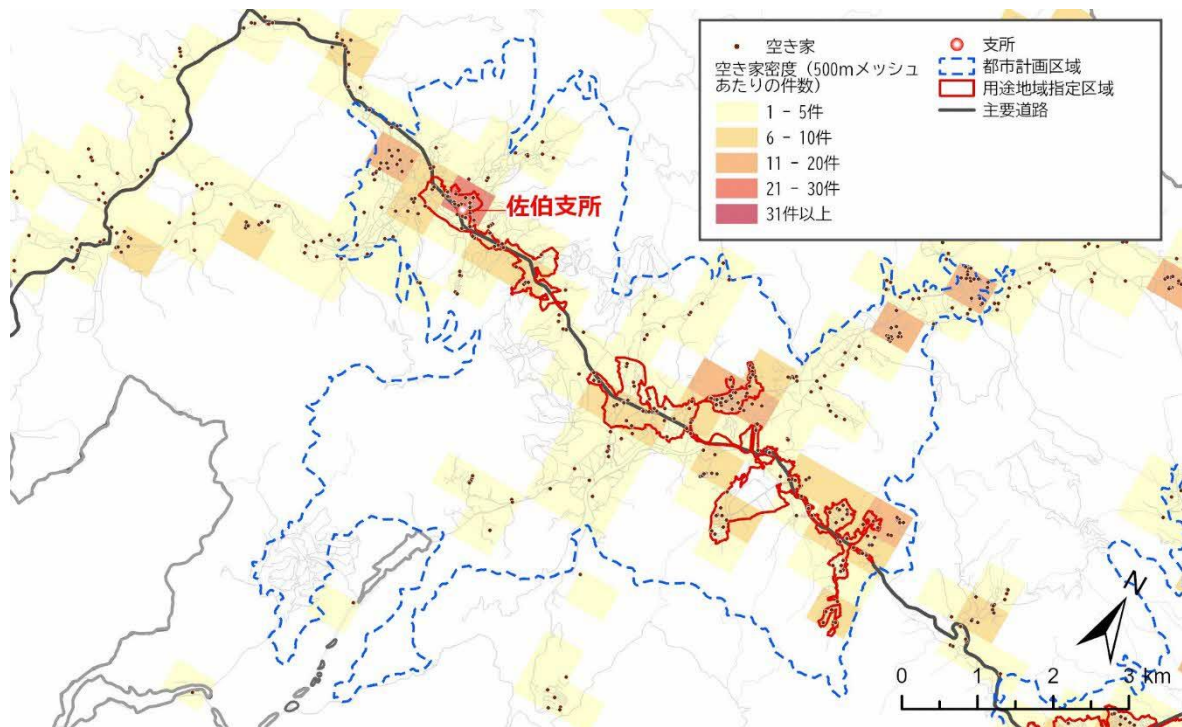 空き家
空き家密度（500mメッシュ
あたりの件数）
1 - 5件
6 - 10件
11 - 20件
21 - 30件
31件以上
支所
都市計画区域
用途地域指定区域
主要道路
佐伯支所
N
0 1 2 3 km